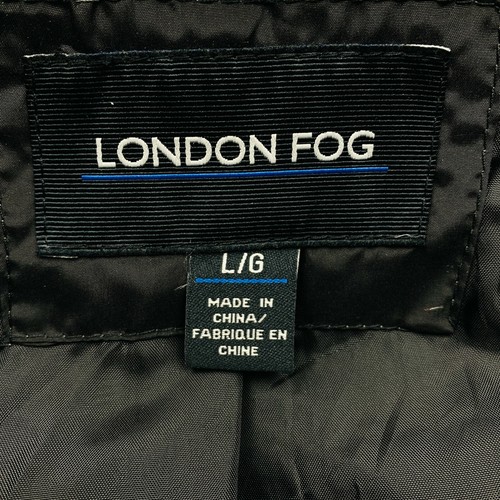 LONDON FOG
L/G
MADE IN
CHINA/
FABRIQUE EN
CHINE